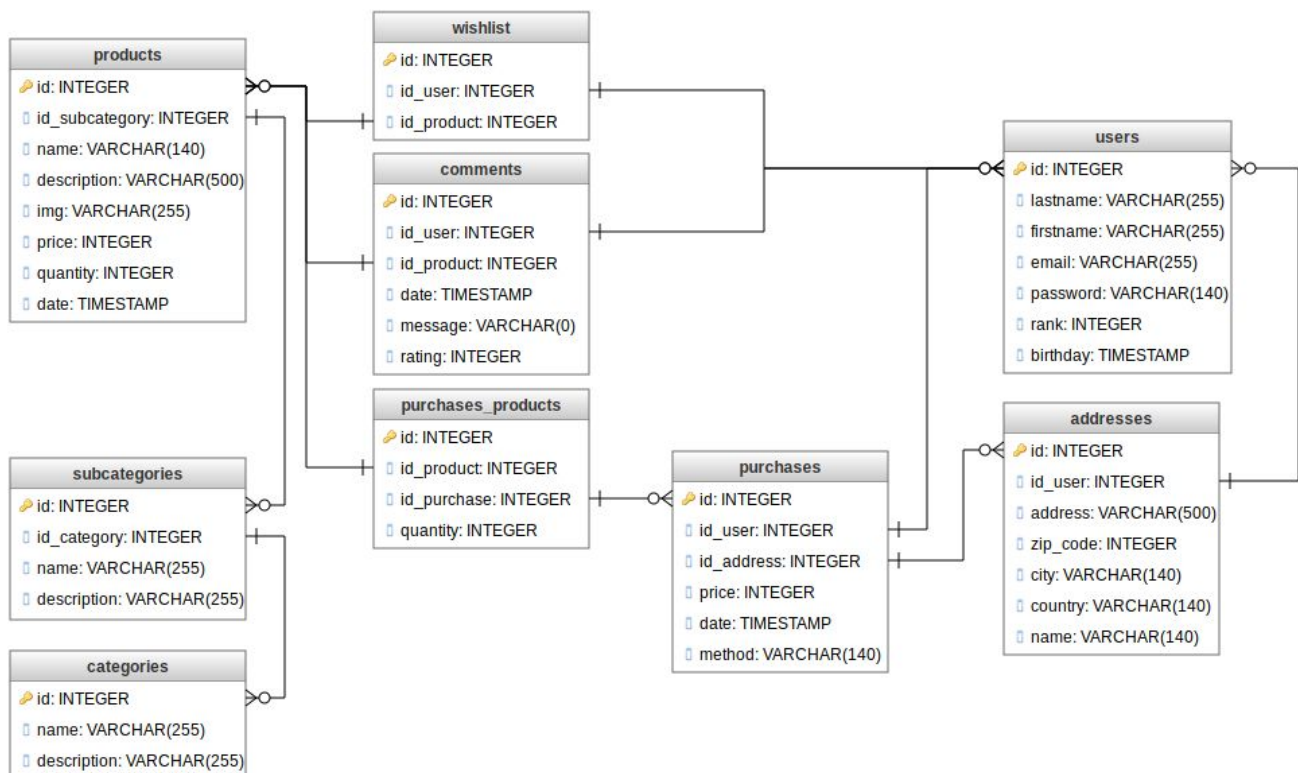 products
id: INTEGER
id_subcategory: INTEGER
name: VARCHAR(140)
description: VARCHAR(500)
img: VARCHAR(255)
price: INTEGER
quantity: INTEGER
date: TIMESTAMP
subcategories
id: INTEGER
id_category: INTEGER
name: VARCHAR(255)
description: VARCHAR(255)
categories
id: INTEGER
name: VARCHAR(255)
description: VARCHAR(255)
wishlist
id: INTEGER
id_user: INTEGER
id_product: INTEGER
comments
id: INTEGER
id_user: INTEGER
id_product: INTEGER
date: TIMESTAMP
message: VARCHAR(0)
rating: INTEGER
purchases_products
id: INTEGER
id_product: INTEGER
id_purchase: INTEGER
quantity: INTEGER
purchases
id: INTEGER
id_user: INTEGER
id_address: INTEGER
price: INTEGER
date: TIMESTAMP
method: VARCHAR(140)
users
id: INTEGER
lastname: VARCHAR(255)
firstname: VARCHAR(255)
email: VARCHAR(255)
password: VARCHAR(140)
rank: INTEGER
birthday: TIMESTAMP
addresses
id: INTEGER
id_user: INTEGER
address: VARCHAR(500)
zip_code: INTEGER
city: VARCHAR(140)
country: VARCHAR(140)
name: VARCHAR(140)